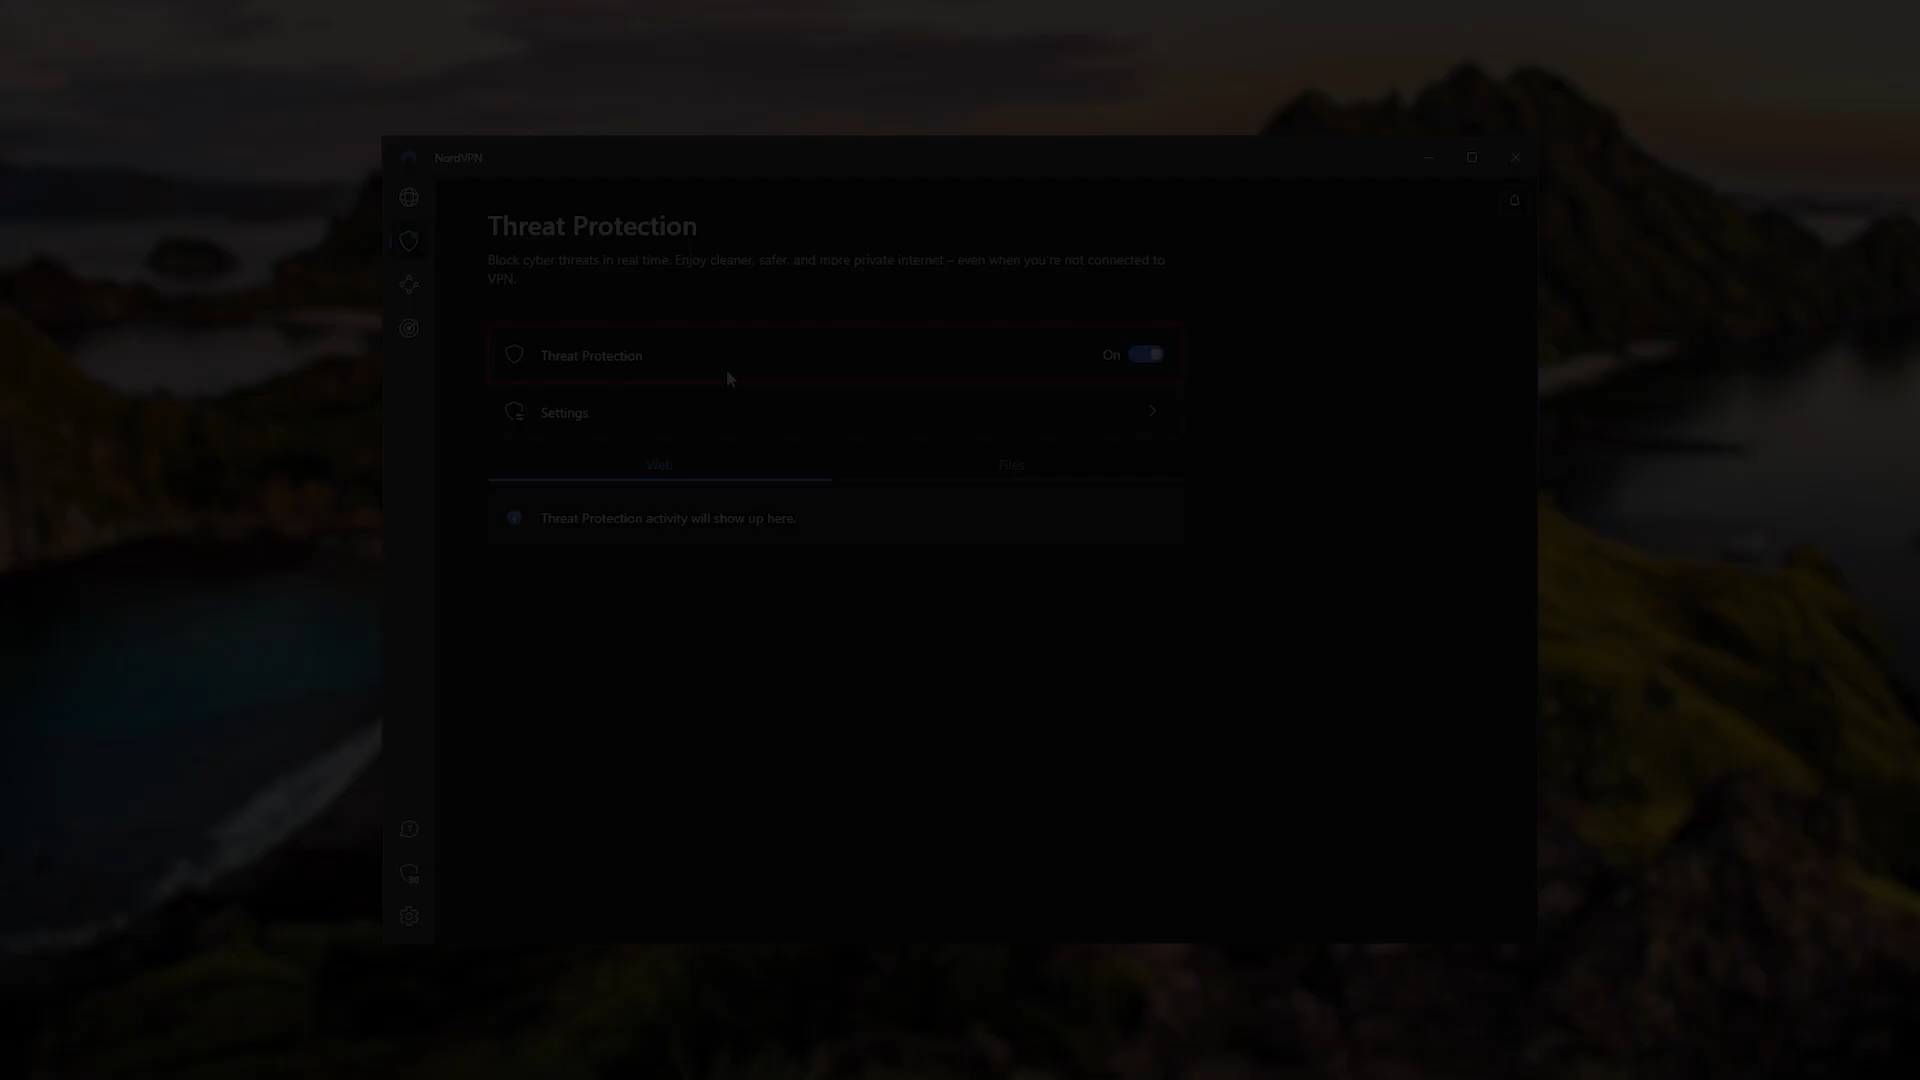 NordVPN
Threat Protection
Block cyber threats in real time. Enjoy cleaner, safer, and more private internet – even when you're not connected to
VPN.
Threat Protection
On
Settings
Web
Files
Threat Protection activity will show up here.
30